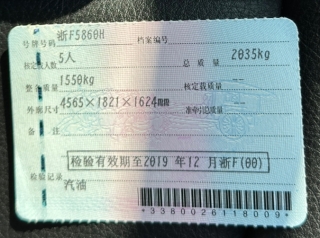 号牌号码 浙F5860H 档案编号
核定载人数 5人 总质量 2035kg
整备质量 1550kg 核定载质量 --
外廓尺寸 4565×1821×1624mm 准牵引总质量 --
备注
检验有效期至2019年12月浙F(00)
检验记录
汽油
*3380026118009*